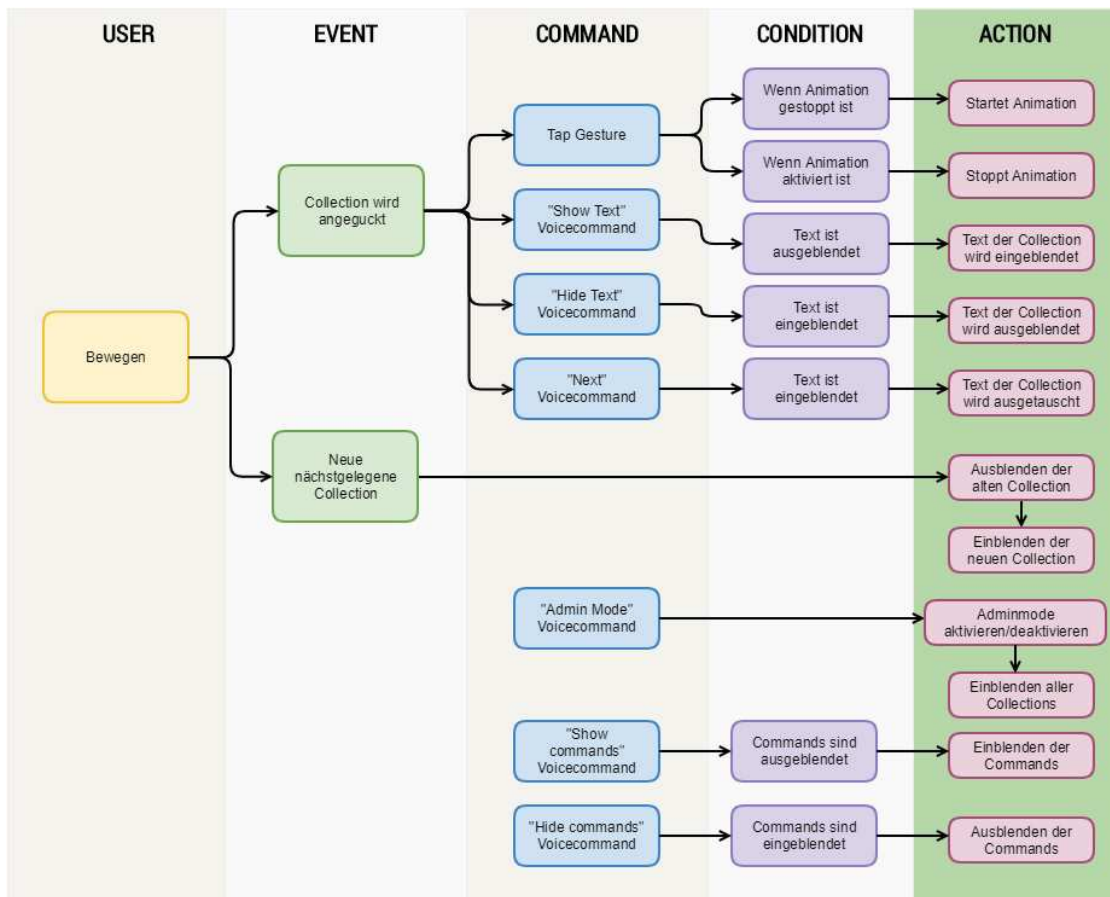 USER
EVENT
COMMAND
CONDITION
ACTION
Bewegen
Collection wird
angeguckt
Neue
nächstgelegene
Collection
Tap Gesture
"Show Text"
Voicecommand
"Hide Text"
Voicecommand
"Next"
Voicecommand
"Admin Mode"
Voicecommand
"Show
commands"
Voicecommand
"Hide commands"
Voicecommand
Wenn Animation
gestoppt ist
Wenn Animation
aktiviert ist
Text ist
ausgeblendet
Text ist
eingeblendet
Text ist
eingeblendet
Commands sind
ausgeblendet
Commands sind
eingeblendet
Startet Animation
Stoppt Animation
Text der Collection
wird eingeblendet
Text der Collection
wird ausgeblendet
Text der Collection
wird ausgetauscht
Ausblenden der
alten Collection
Einblenden der
neuen Collection
Adminmode
aktivieren/deaktivieren
Einblenden aller
Collections
Einblenden der
Commands
Ausblenden der
Commands